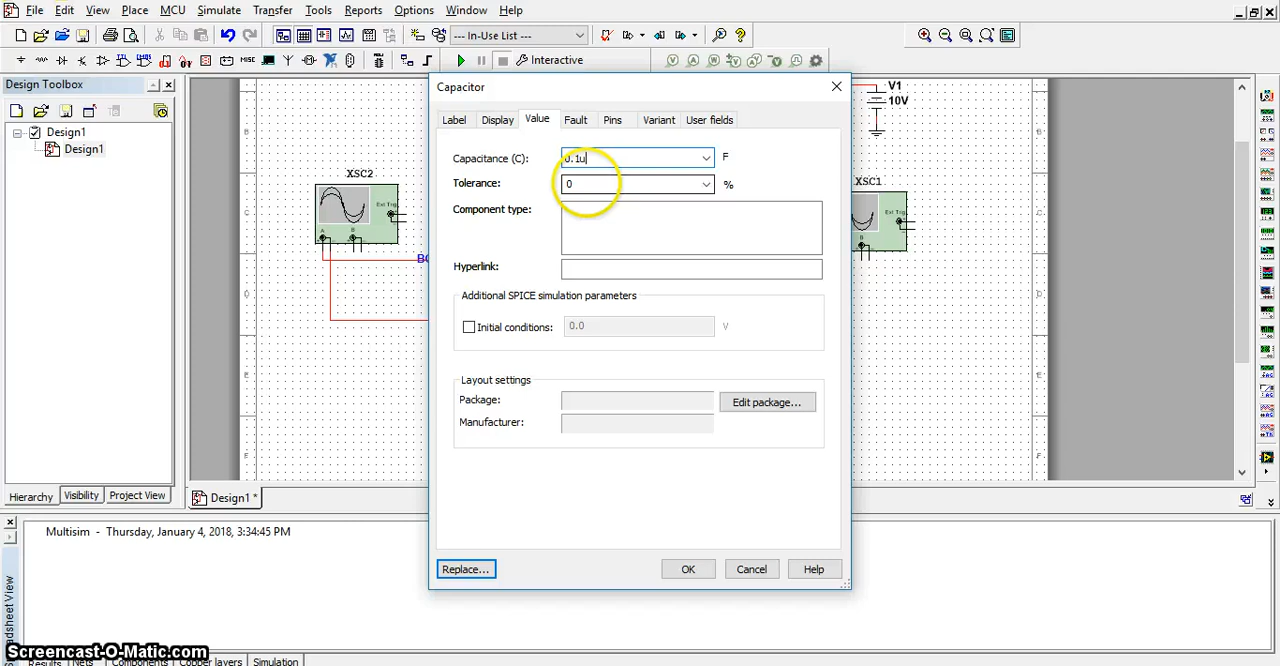 File Edit View Place MCU Simulate Transfer Tools Reports Options Window Help
--- In-Use List ---
Interactive
Design Toolbox
Design1
Design1
Hierarchy Visibility Project View
Design1 *
XSC2
Ext Trig
A B
V1
10V
XSC1
Ext Trig
B
Capacitor
Label Display Value Fault Pins Variant User fields
Capacitance (C): 0.1u F
Tolerance: 0 %
Component type:
Hyperlink:
Additional SPICE simulation parameters
Initial conditions: 0.0 V
Layout settings
Package: Edit package...
Manufacturer:
Replace... OK Cancel Help
Multisim - Thursday, January 4, 2018, 3:34:45 PM
Results Nets Components Copper layers Simulation
Screencast-O-Matic.com